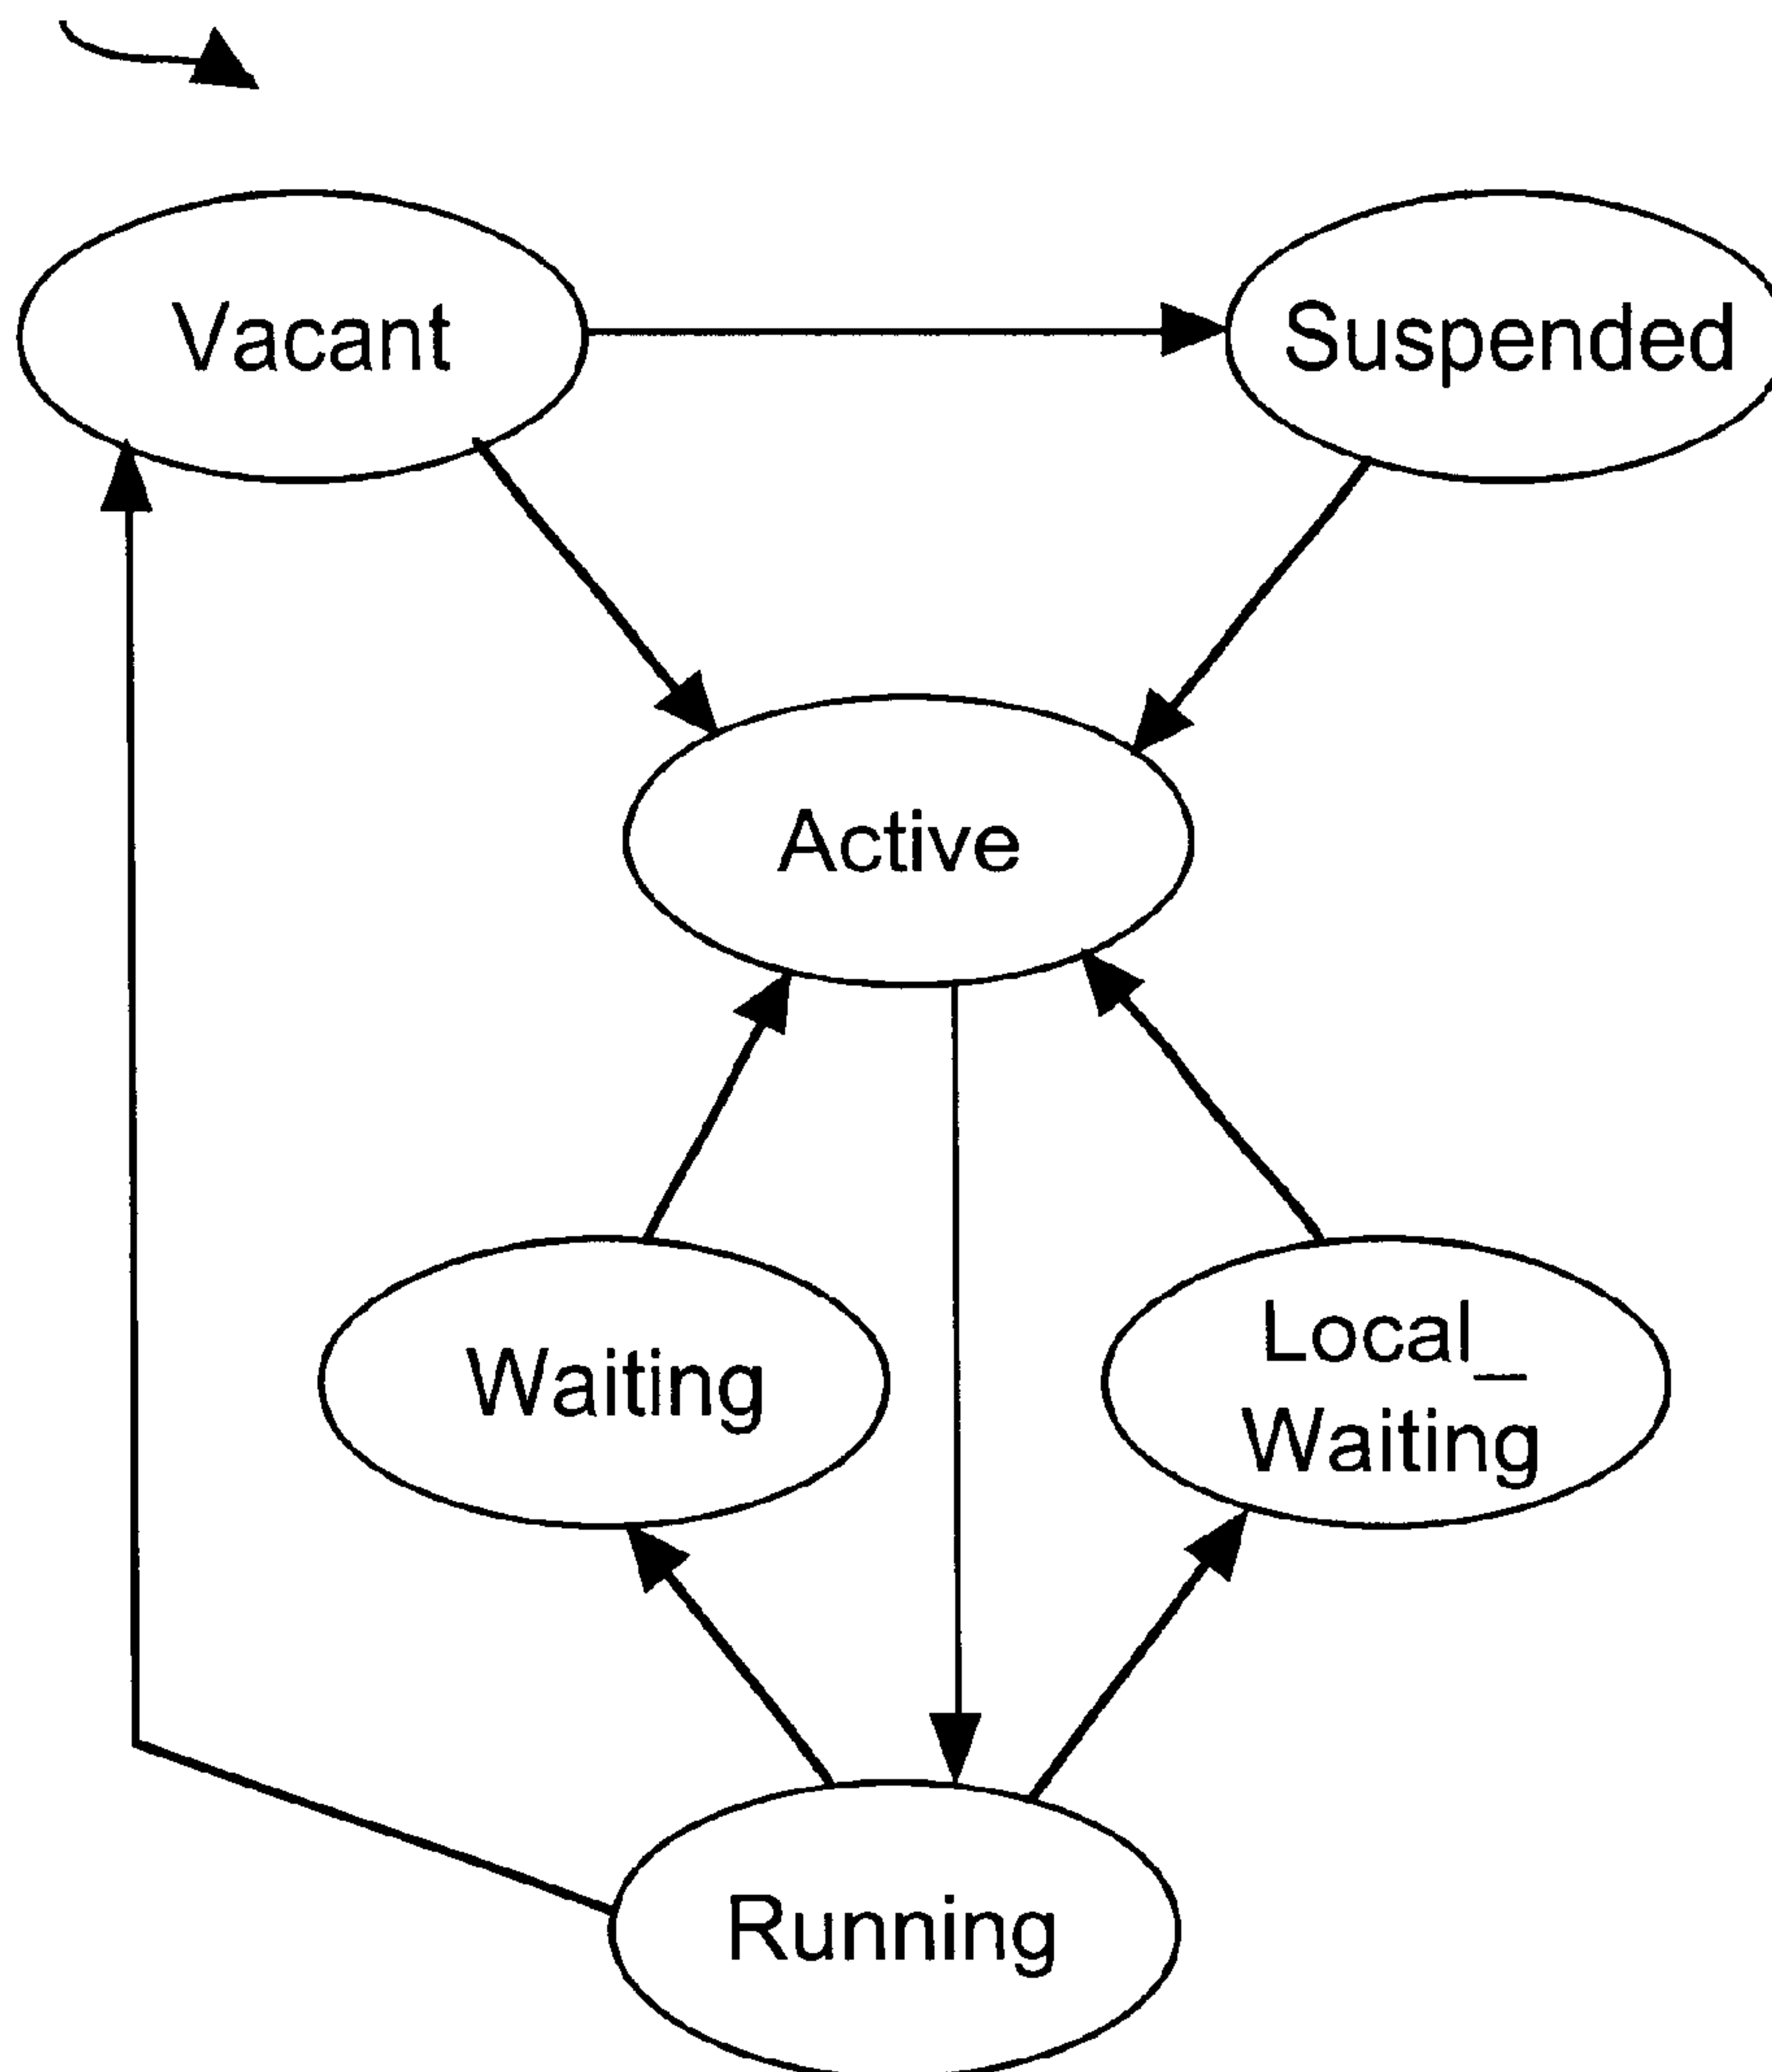 Vacant
Suspended
Active
Waiting
Local_
Waiting
Running